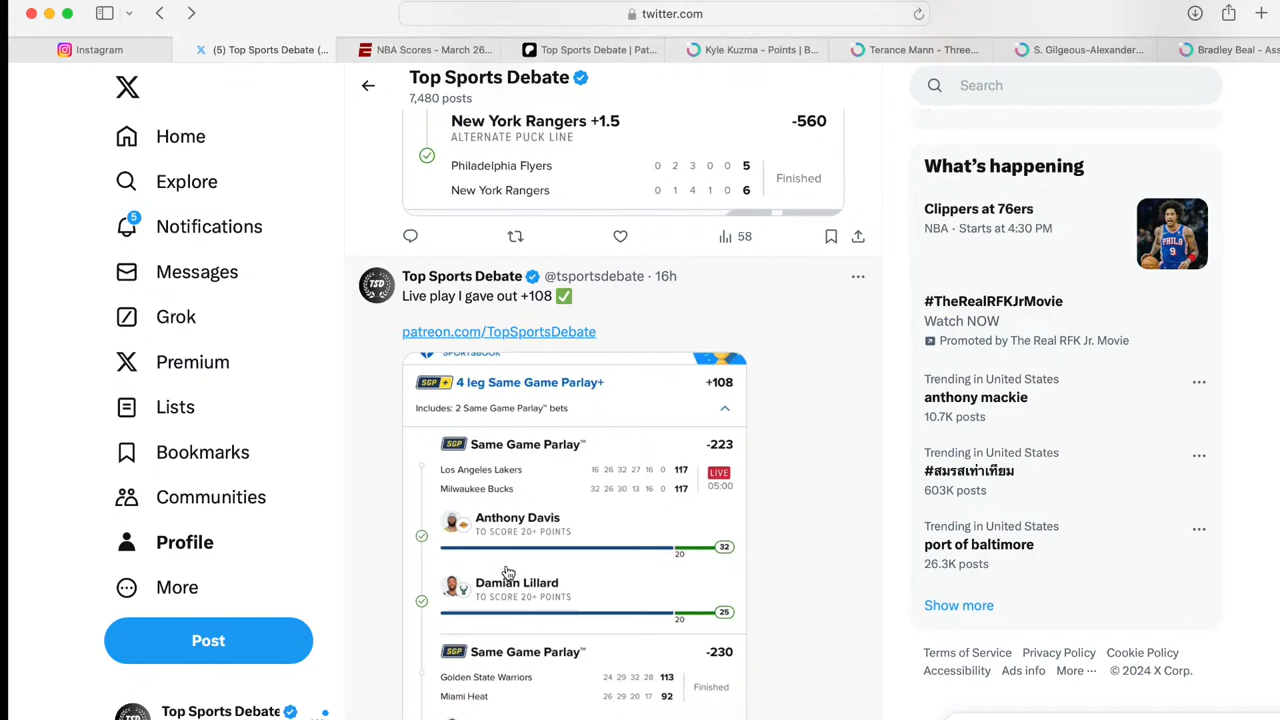 twitter.com
Instagram
(5) Top Sports Debate (...
NBA Scores - March 26...
Top Sports Debate | Pat...
Kyle Kuzma - Points | B...
Terance Mann - Three...
S. Gilgeous-Alexander...
Bradley Beal - Ass
Home
Explore
5
Notifications
Messages
Grok
Premium
Lists
Bookmarks
Communities
Profile
More
Post
Top Sports Debate
Top Sports Debate
7,480 posts
New York Rangers +1.5 -560
ALTERNATE PUCK LINE
Philadelphia Flyers 0 2 3 0 0 5
Finished
New York Rangers 0 1 4 1 0 6
58
TSD
Top Sports Debate @tsportsdebate · 16h
Live play I gave out +108 ✅
patreon.com/TopSportsDebate
SPORTSBOOK
SGP+ 4 leg Same Game Parlay+ +108
Includes: 2 Same Game Parlay™ bets
SGP Same Game Parlay™ -223
Los Angeles Lakers 16 26 32 27 16 0 117
LIVE
05:00
Milwaukee Bucks 32 26 30 13 16 0 117
Anthony Davis
TO SCORE 20+ POINTS
32
20
Damian Lillard
TO SCORE 20+ POINTS
25
20
SGP Same Game Parlay™ -230
Golden State Warriors 24 29 32 28 113
Finished
Miami Heat 26 29 20 17 92
Search
What's happening
Clippers at 76ers
NBA · Starts at 4:30 PM
#TheRealRFKJrMovie
Watch NOW
Promoted by The Real RFK Jr. Movie
Trending in United States
anthony mackie
10.7K posts
Trending in United States
#สมรสเท่าเทียม
603K posts
Trending in United States
port of baltimore
26.3K posts
Show more
Terms of Service Privacy Policy Cookie Policy
Accessibility Ads info More ··· © 2024 X Corp.